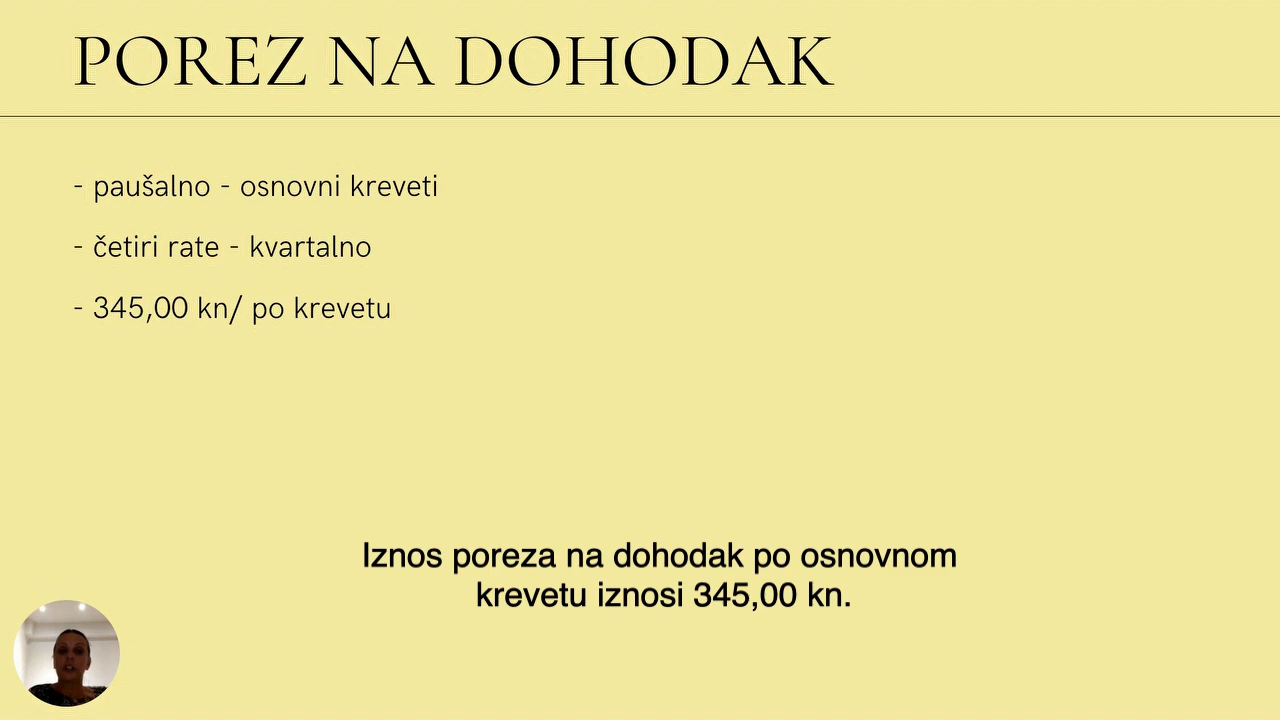 POREZ NA DOHODAK
- paušalno - osnovni kreveti
- četiri rate - kvartalno
- 345,00 kn/ po krevetu
Iznos poreza na dohodak po osnovnom
krevetu iznosi 345,00 kn.